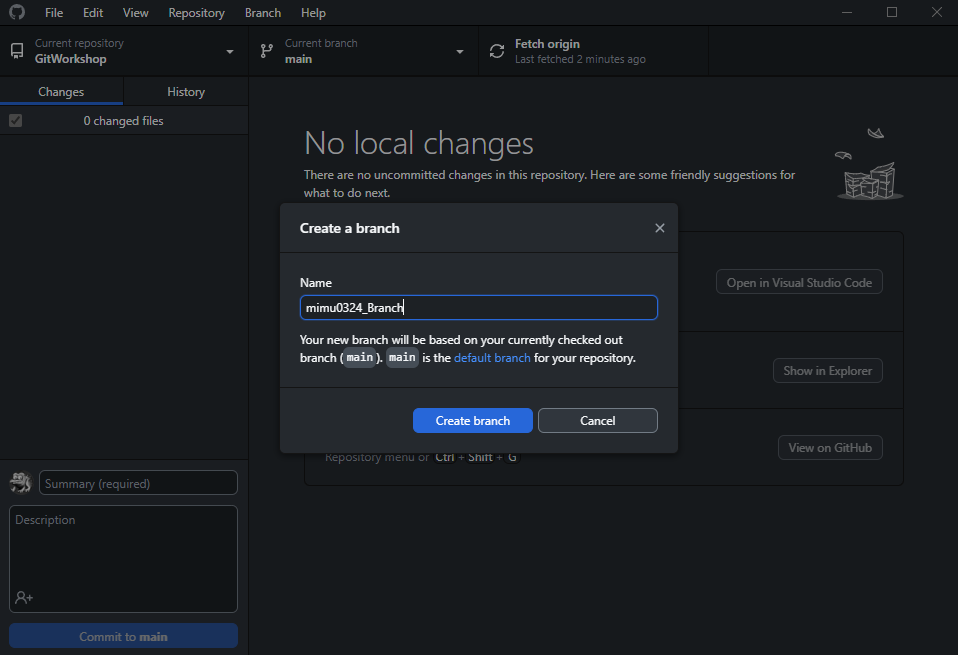 File Edit View Repository Branch Help
Current repository
GitWorkshop
Current branch
main
Fetch origin
Last fetched 2 minutes ago
Changes History
0 changed files
No local changes
There are no uncommitted changes in this repository. Here are some friendly suggestions for
what to do next.
Create a branch
Name
mimu0324_Branch
Your new branch will be based on your currently checked out
branch (main). main is the default branch for your repository.
Create branch Cancel
Open in Visual Studio Code
Show in Explorer
View on GitHub
Repository menu or Ctrl + Shift + G
Summary (required)
Description
Commit to main